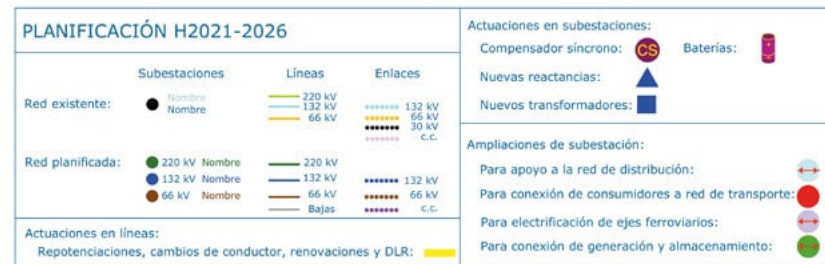 PLANIFICACIÓN H2021-2026
Subestaciones Líneas Enlaces
Red existente: Nombre 220 kV
Nombre 132 kV 132 kV
66 kV 66 kV
30 kV
c.c.
Red planificada: 220 kV Nombre 220 kV
132 kV Nombre 132 kV 132 kV
66 kV Nombre 66 kV 66 kV
Bajas c.c.
Actuaciones en líneas:
Repotenciaciones, cambios de conductor, renovaciones y DLR:
Actuaciones en subestaciones:
Compensador síncrono: CS Baterías:
Nuevas reactancias:
Nuevos transformadores:
Ampliaciones de subestación:
Para apoyo a la red de distribución:
Para conexión de consumidores a red de transporte:
Para electrificación de ejes ferroviarios:
Para conexión de generación y almacenamiento: